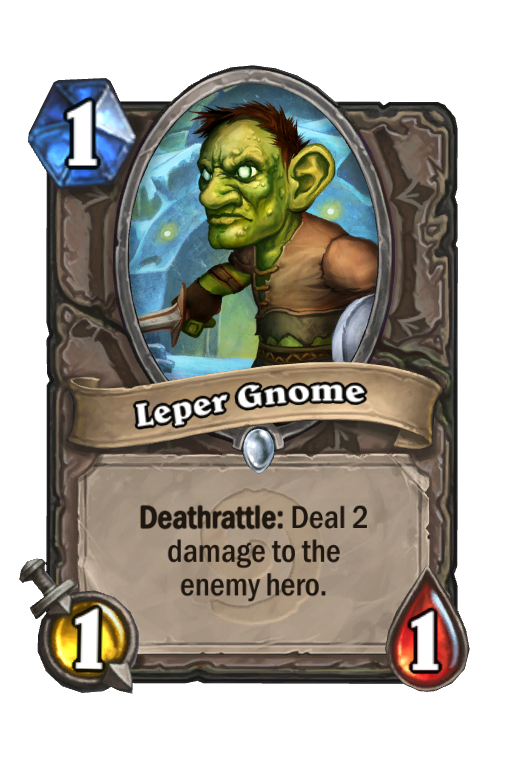 1
Leper Gnome
Deathrattle: Deal 2
damage to the
enemy hero.
1
1